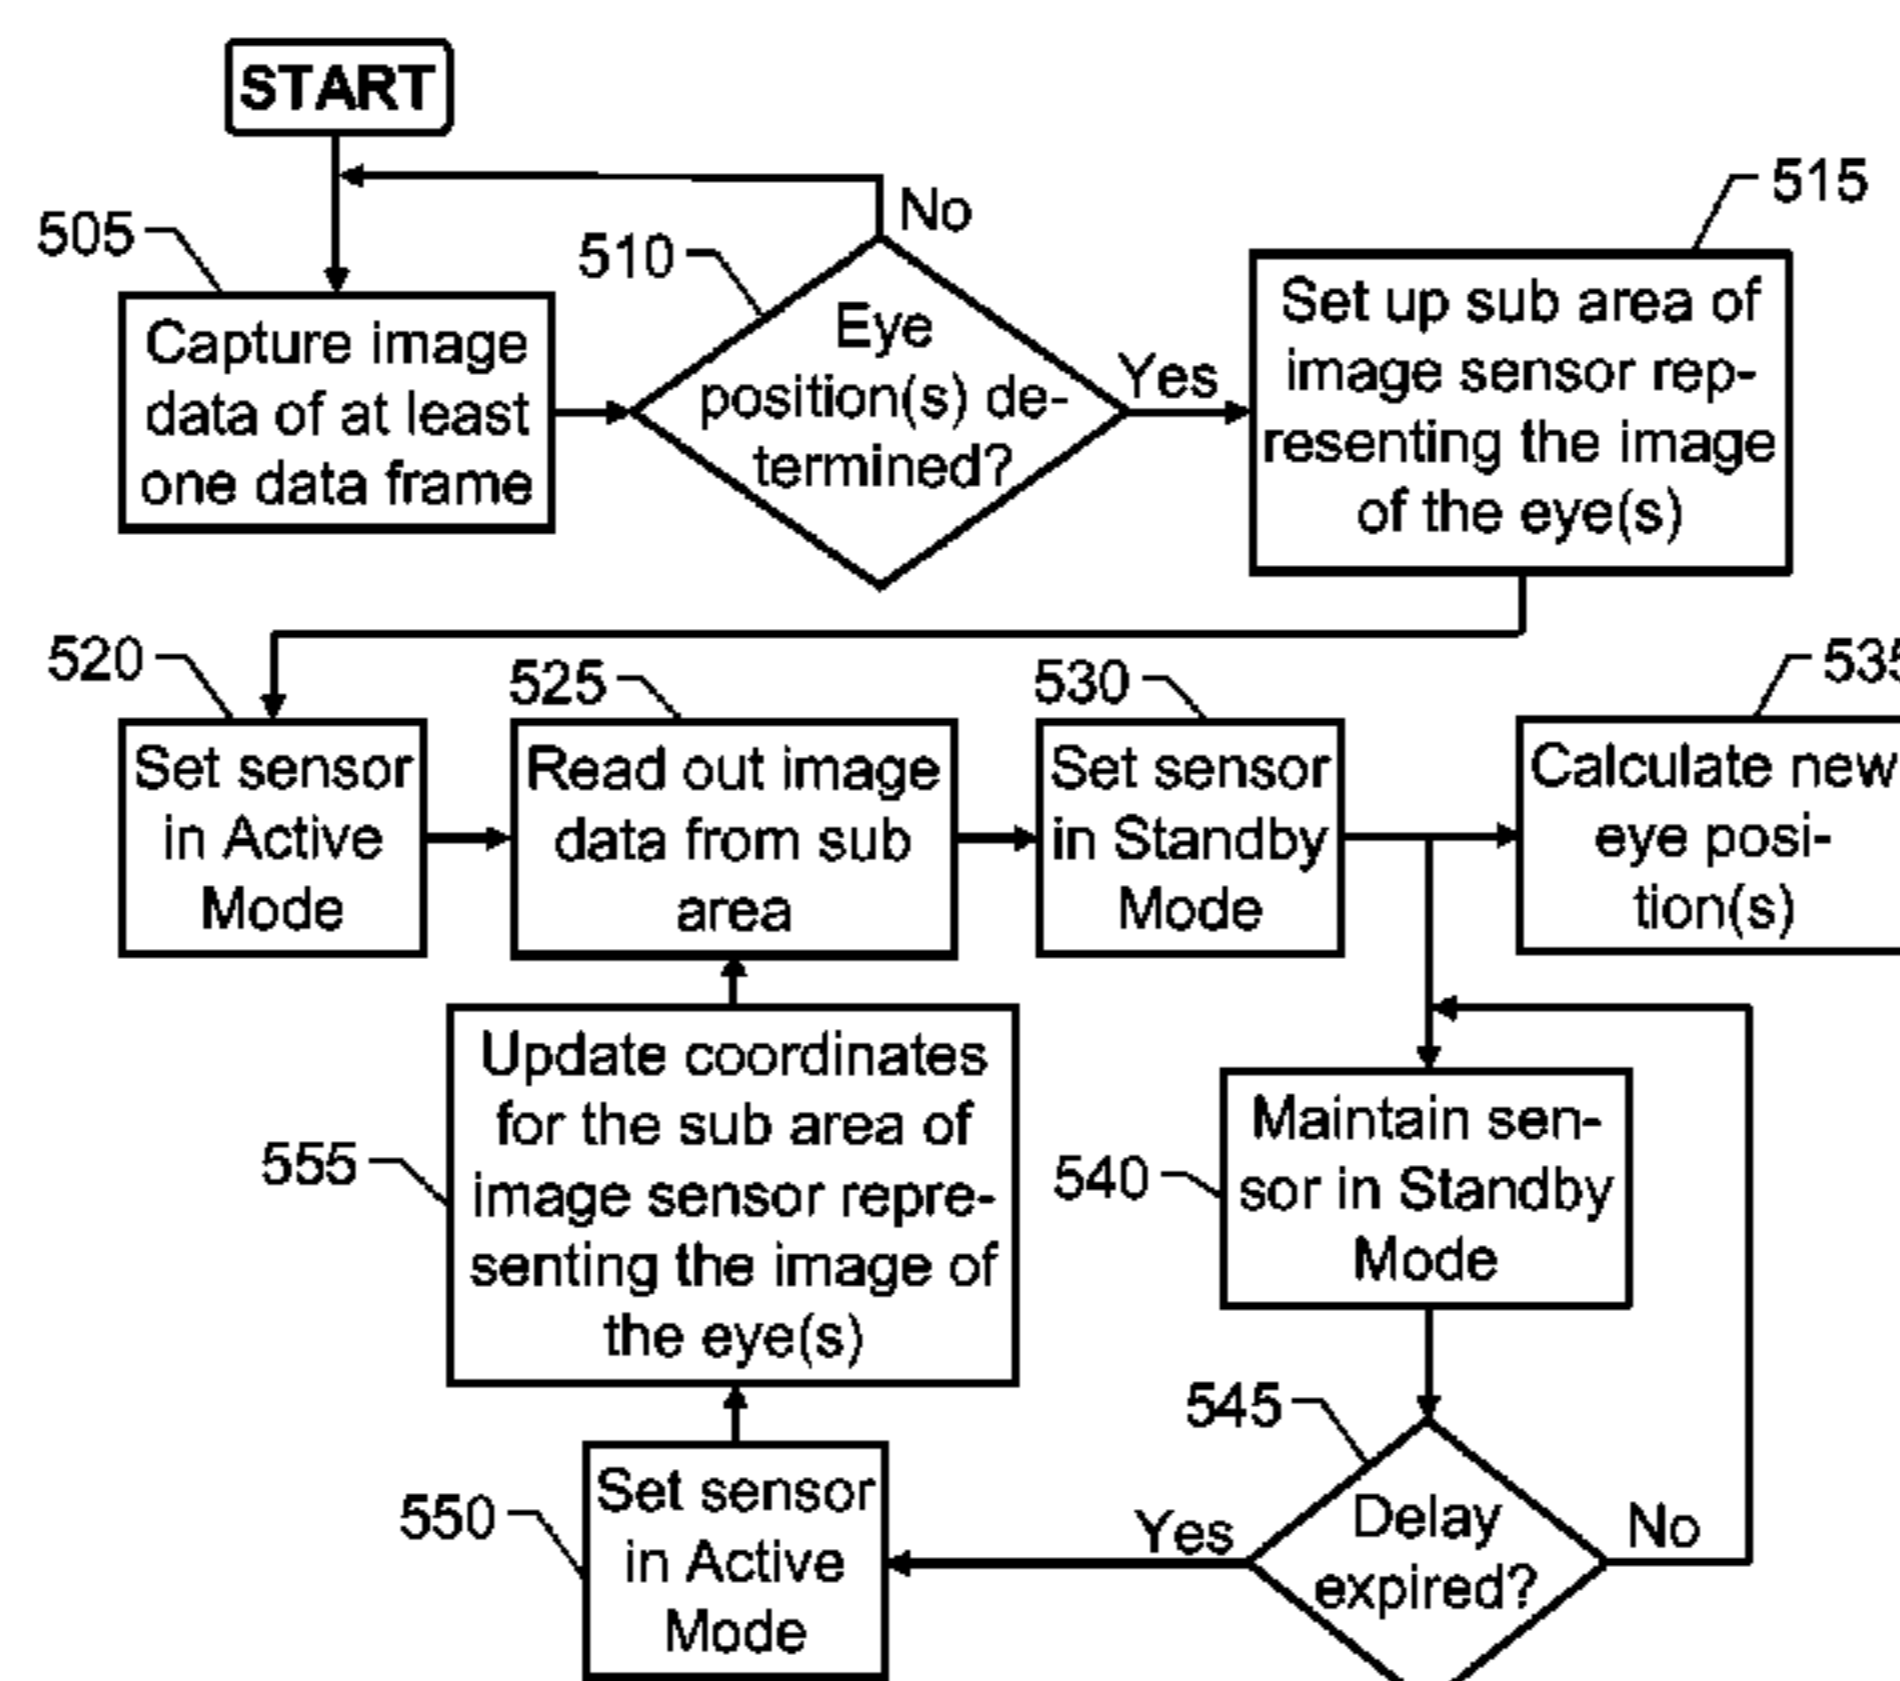 START
505
Capture image
data of at least
one data frame
510
No
Eye
position(s) de-
termined?
Yes
515
Set up sub area of
image sensor rep-
resenting the image
of the eye(s)
520
Set sensor
in Active
Mode
525
Read out image
data from sub
area
530
Set sensor
in Standby
Mode
535
Calculate new
eye posi-
tion(s)
555
Update coordinates
for the sub area of
image sensor repre-
senting the image of
the eye(s)
540
Maintain sen-
sor in Standby
Mode
545
Delay
expired?
Yes
No
550
Set sensor
in Active
Mode